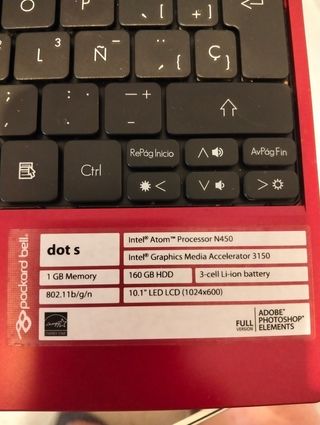 O P [ ^ ] * + ↵
L 3 Ñ { ¨ } Ç
; , : . _ - — + ⇧
Ctrl RePág Inicio AvPág Fin
< >
packard bell.
dot s
Intel® Atom™ Processor N450
Intel® Graphics Media Accelerator 3150
1 GB Memory
160 GB HDD
3-cell Li-ion battery
802.11b/g/n
10.1" LED LCD (1024x600)
FULL
VERSION
ADOBE®
PHOTOSHOP®
ELEMENTS